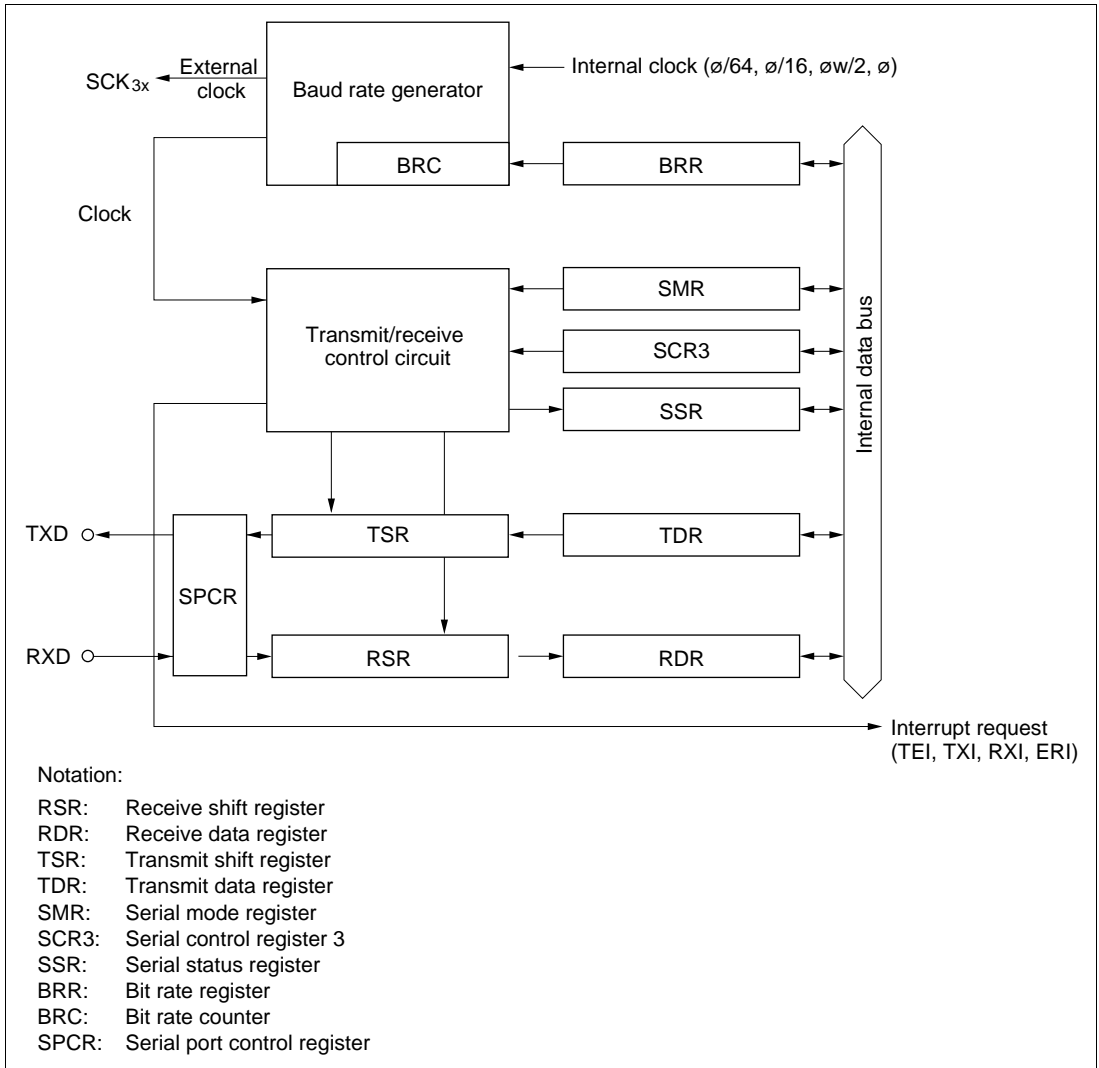 SCK3x
External
clock
Baud rate generator
Internal clock (ø/64, ø/16, øw/2, ø)
BRC
BRR
Clock
Transmit/receive
control circuit
SMR
SCR3
SSR
Internal data bus
TXD
TSR
TDR
SPCR
RXD
RSR
RDR
Interrupt request
(TEI, TXI, RXI, ERI)
Notation:
RSR: Receive shift register
RDR: Receive data register
TSR: Transmit shift register
TDR: Transmit data register
SMR: Serial mode register
SCR3: Serial control register 3
SSR: Serial status register
BRR: Bit rate register
BRC: Bit rate counter
SPCR: Serial port control register